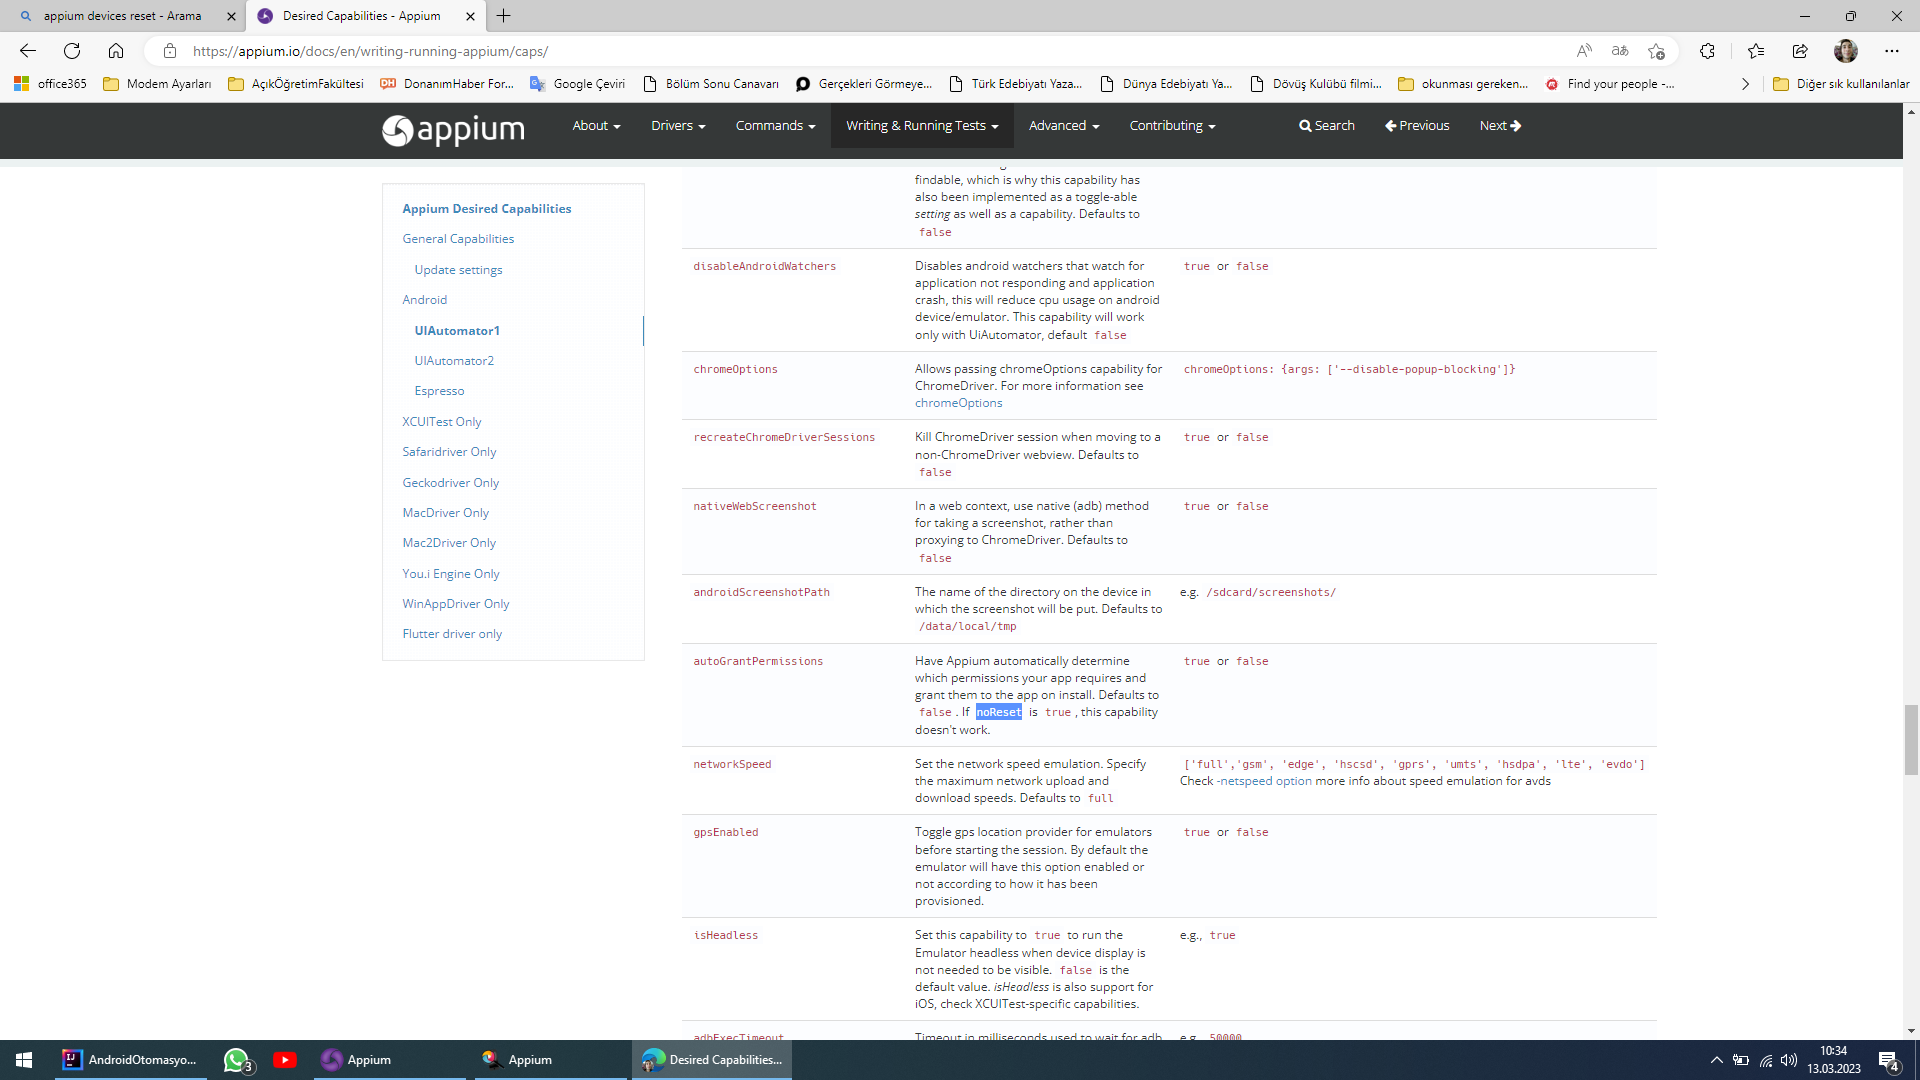 appium devices reset - Arama
Desired Capabilities - Appium
https://appium.io/docs/en/writing-running-appium/caps/
office365
Modem Ayarları
AçıkÖğretimFakültesi
DonanımHaber For...
Google Çeviri
Bölüm Sonu Canavarı
Gerçekleri Görmeye...
Türk Edebiyatı Yaza...
Dünya Edebiyatı Ya...
Dövüş Kulübü filmi...
okunması gereken...
Find your people -...
Diğer sık kullanılanlar
appium
About
Drivers
Commands
Writing & Running Tests
Advanced
Contributing
Search
Previous
Next
Appium Desired Capabilities
General Capabilities
Update settings
Android
UIAutomator1
UIAutomator2
Espresso
XCUITest Only
Safaridriver Only
Geckodriver Only
MacDriver Only
Mac2Driver Only
You.i Engine Only
WinAppDriver Only
Flutter driver only
findable, which is why this capability has
also been implemented as a toggle-able
setting as well as a capability. Defaults to
false
disableAndroidWatchers
Disables android watchers that watch for
application not responding and application
crash, this will reduce cpu usage on android
device/emulator. This capability will work
only with UiAutomator, default false
true or false
chromeOptions
Allows passing chromeOptions capability for
ChromeDriver. For more information see
chromeOptions
chromeOptions: {args: ['--disable-popup-blocking']}
recreateChromeDriverSessions
Kill ChromeDriver session when moving to a
non-ChromeDriver webview. Defaults to
false
true or false
nativeWebScreenshot
In a web context, use native (adb) method
for taking a screenshot, rather than
proxying to ChromeDriver. Defaults to
false
true or false
androidScreenshotPath
The name of the directory on the device in
which the screenshot will be put. Defaults to
/data/local/tmp
e.g. /sdcard/screenshots/
autoGrantPermissions
Have Appium automatically determine
which permissions your app requires and
grant them to the app on install. Defaults to
false . If noReset is true , this capability
doesn't work.
true or false
networkSpeed
Set the network speed emulation. Specify
the maximum network upload and
download speeds. Defaults to full
['full','gsm', 'edge', 'hscsd', 'gprs', 'umts', 'hsdpa', 'lte', 'evdo']
Check -netspeed option more info about speed emulation for avds
gpsEnabled
Toggle gps location provider for emulators
before starting the session. By default the
emulator will have this option enabled or
not according to how it has been
provisioned.
true or false
isHeadless
Set this capability to true to run the
Emulator headless when device display is
not needed to be visible. false is the
default value. isHeadless is also support for
iOS, check XCUITest-specific capabilities.
e.g., true
adbExecTimeout
Timeout in milliseconds used to wait for adb
e.g. 50000
AndroidOtomasyo...
3
Appium
Appium
Desired Capabilities...
10:34
13.03.2023
4